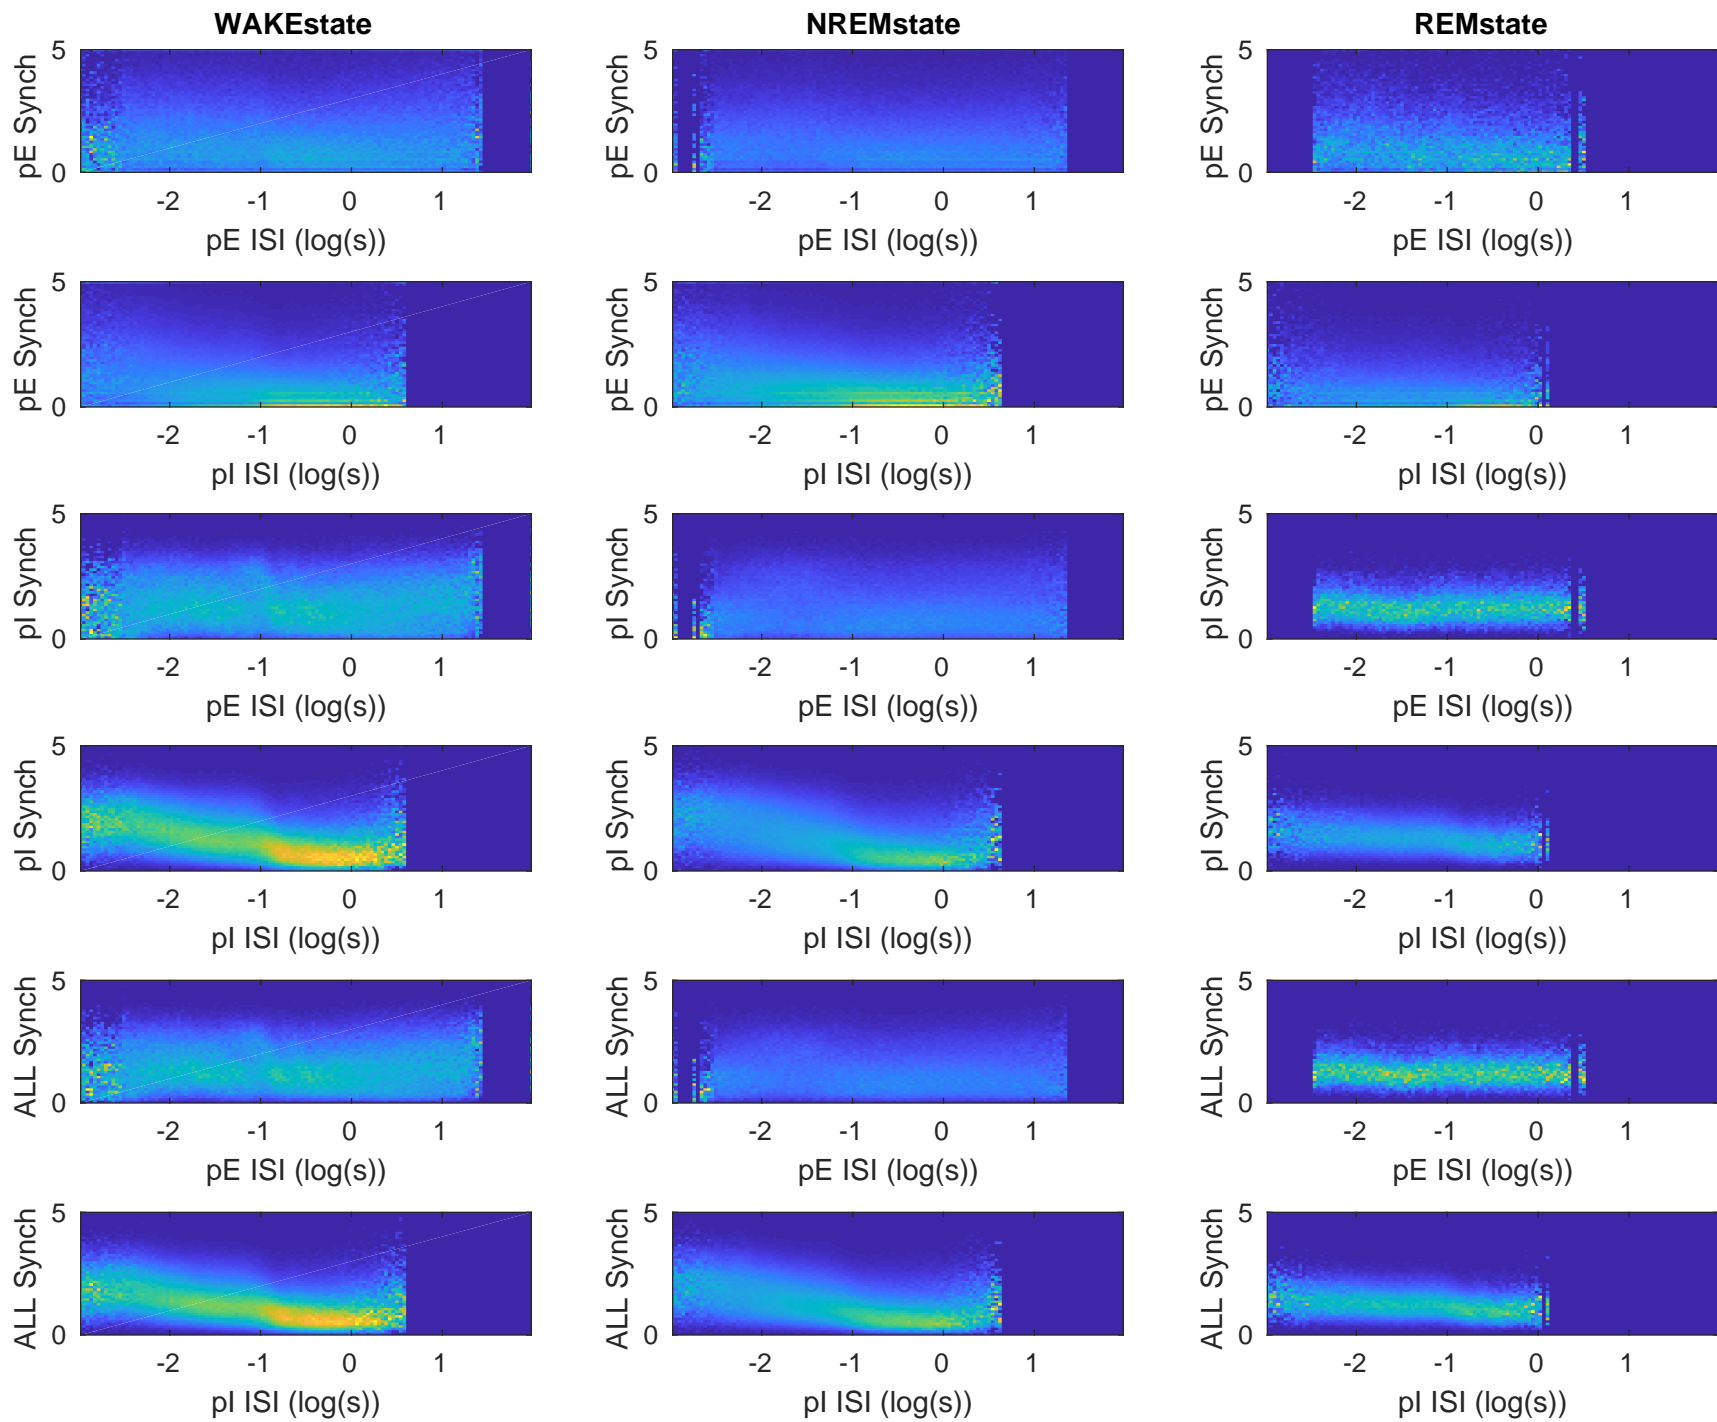 WAKEstate NREMstate REMstate
5 5 5
pE Synch pE Synch pE Synch
0 0 0
-2 -1 0 1 -2 -1 0 1 -2 -1 0 1
pE ISI (log(s)) pE ISI (log(s)) pE ISI (log(s))
5 5 5
pE Synch pE Synch pE Synch
0 0 0
-2 -1 0 1 -2 -1 0 1 -2 -1 0 1
pI ISI (log(s)) pI ISI (log(s)) pI ISI (log(s))
5 5 5
pI Synch pI Synch pI Synch
0 0 0
-2 -1 0 1 -2 -1 0 1 -2 -1 0 1
pE ISI (log(s)) pE ISI (log(s)) pE ISI (log(s))
5 5 5
pI Synch pI Synch pI Synch
0 0 0
-2 -1 0 1 -2 -1 0 1 -2 -1 0 1
pI ISI (log(s)) pI ISI (log(s)) pI ISI (log(s))
5 5 5
ALL Synch ALL Synch ALL Synch
0 0 0
-2 -1 0 1 -2 -1 0 1 -2 -1 0 1
pE ISI (log(s)) pE ISI (log(s)) pE ISI (log(s))
5 5 5
ALL Synch ALL Synch ALL Synch
0 0 0
-2 -1 0 1 -2 -1 0 1 -2 -1 0 1
pI ISI (log(s)) pI ISI (log(s)) pI ISI (log(s))